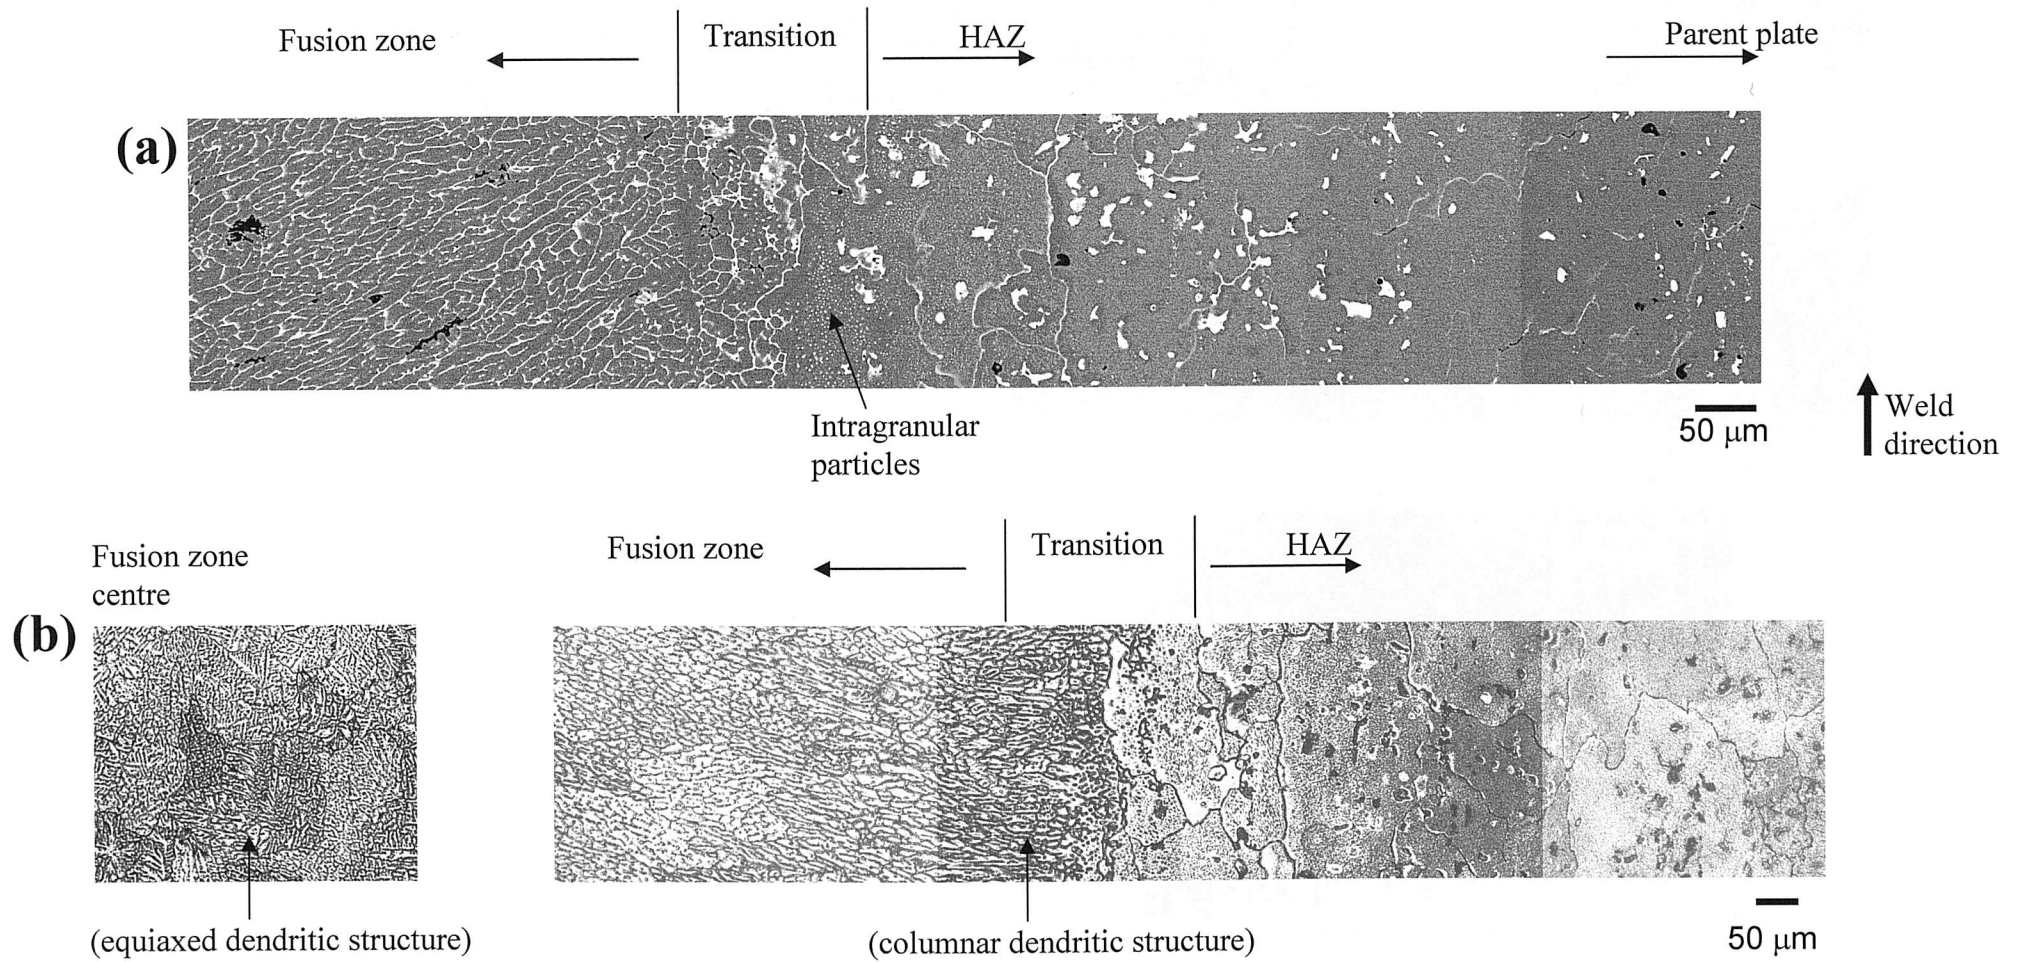 Fusion zone
Transition
HAZ
Parent plate
(a)
50 μm
Weld
direction
Intragranular
particles
Fusion zone
centre
Fusion zone
Transition
HAZ
(b)
(equiaxed dendritic structure)
(columnar dendritic structure)
50 μm